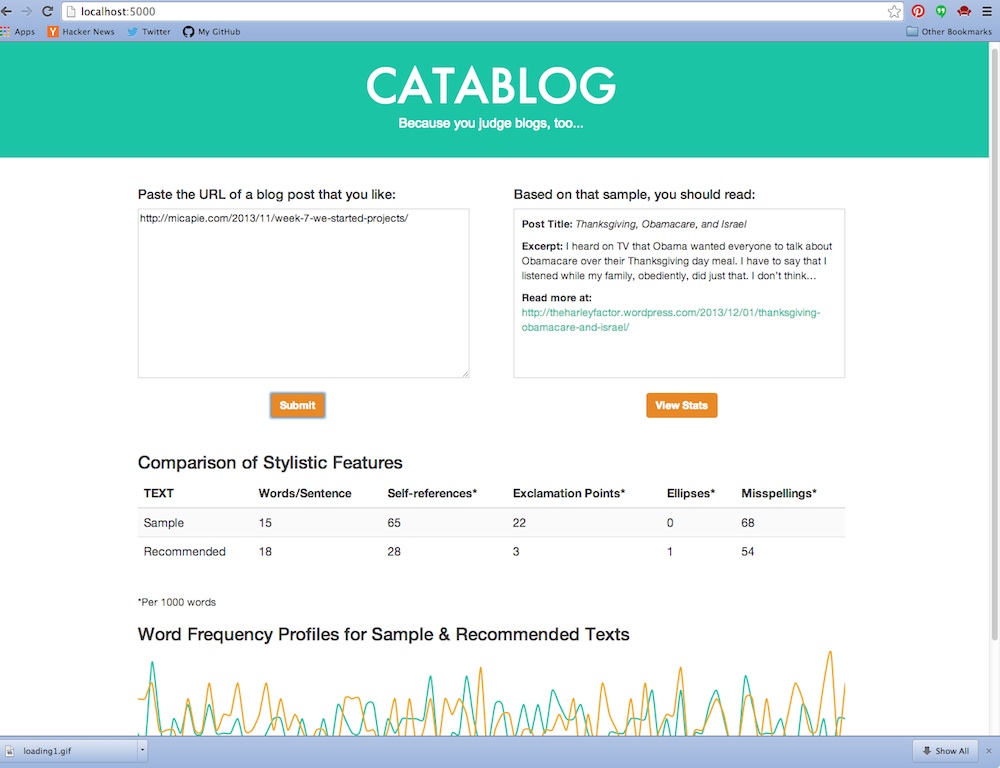 localhost:5000
Apps Hacker News Twitter My GitHub Other Bookmarks
CATABLOG
Because you judge blogs, too...
Paste the URL of a blog post that you like:
http://micapie.com/2013/11/week-7-we-started-projects/
Submit
Based on that sample, you should read:
Post Title: Thanksgiving, Obamacare, and Israel
Excerpt: I heard on TV that Obama wanted everyone to talk about
Obamacare over their Thanksgiving day meal. I have to say that I
listened while my family, obediently, did just that. I don't think...
Read more at:
http://theharleyfactor.wordpress.com/2013/12/01/thanksgiving-
obamacare-and-israel/
View Stats
Comparison of Stylistic Features
TEXT Words/Sentence Self-references* Exclamation Points* Ellipses* Misspellings*
Sample 15 65 22 0 68
Recommended 18 28 3 1 54
*Per 1000 words
Word Frequency Profiles for Sample & Recommended Texts
loading1.gif Show All